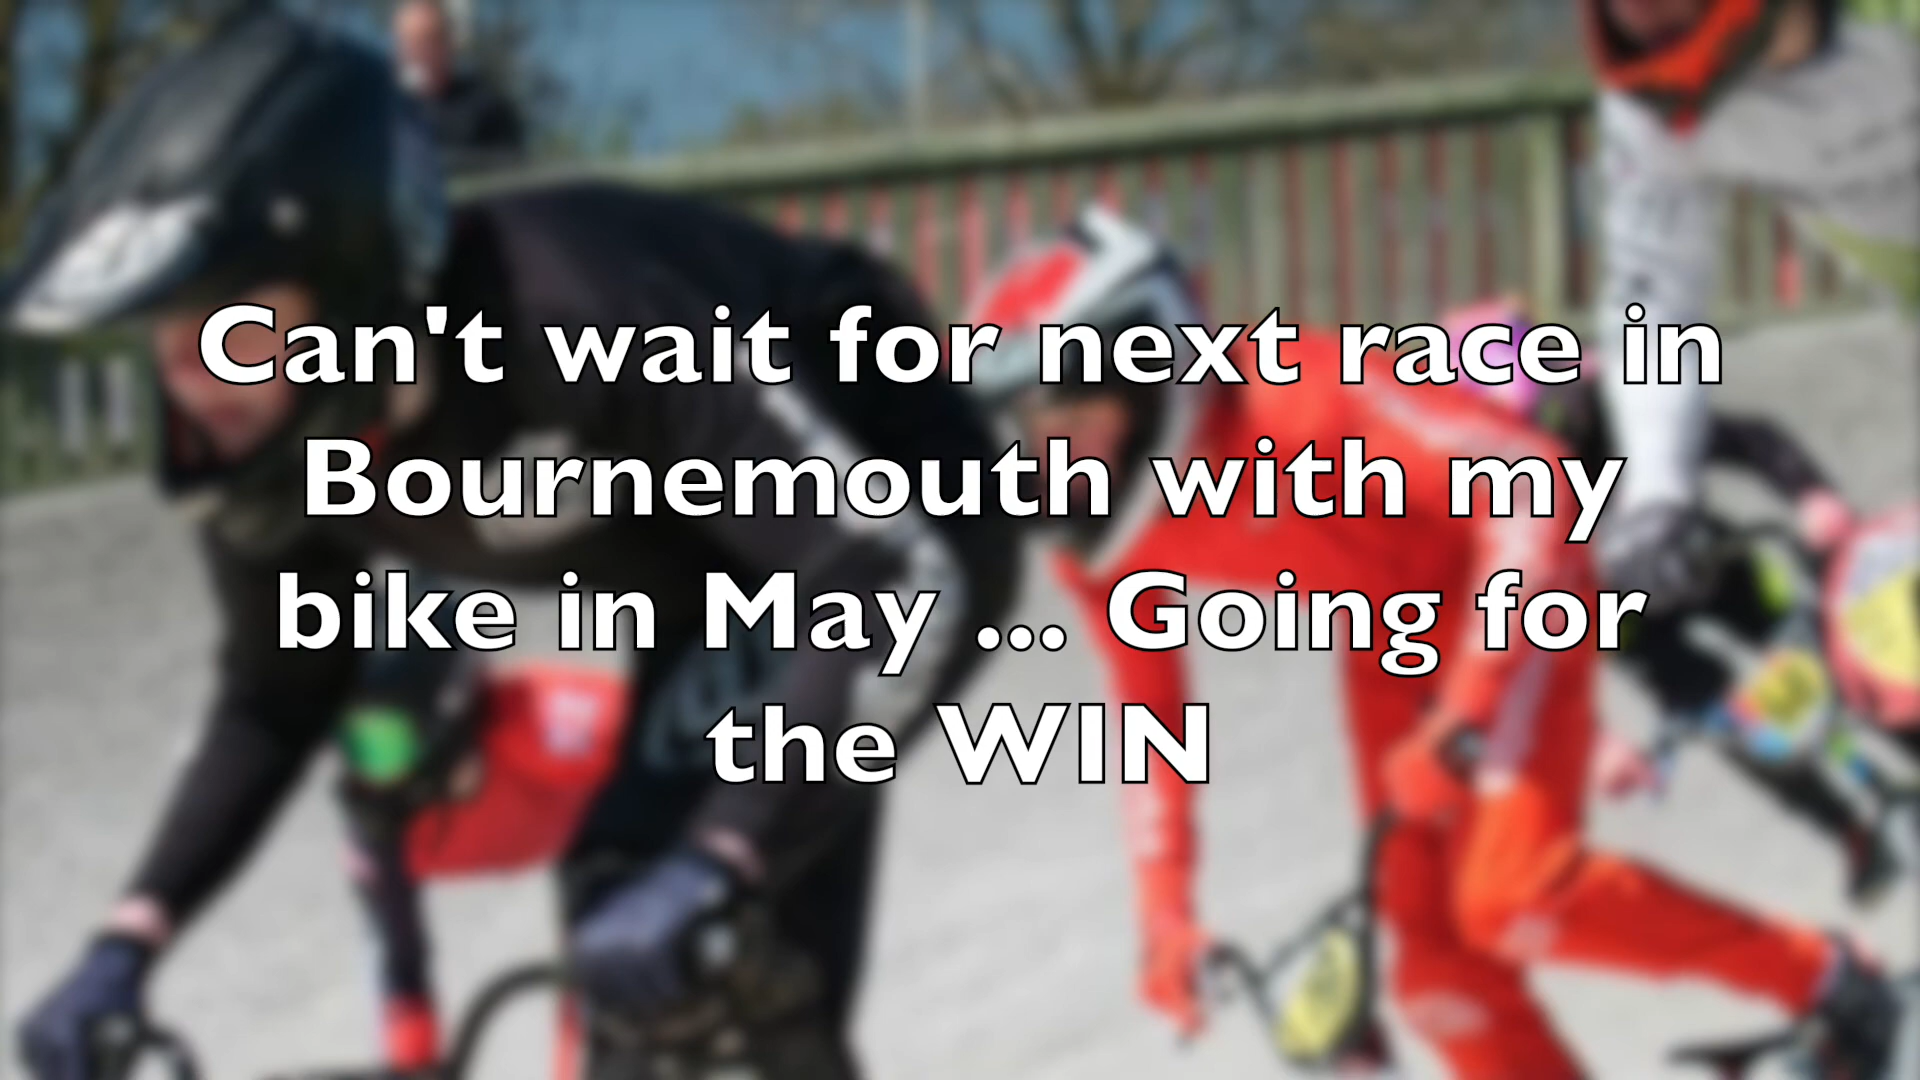 Can't wait for next race in
Bournemouth with my
bike in May ... Going for
the WIN